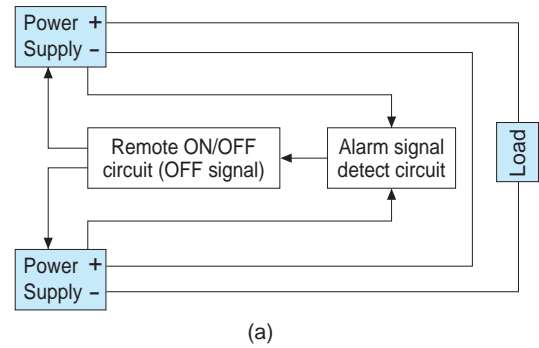 Power +
Supply -
Remote ON/OFF
circuit (OFF signal)
Alarm signal
detect circuit
Load
Power +
Supply -
(a)